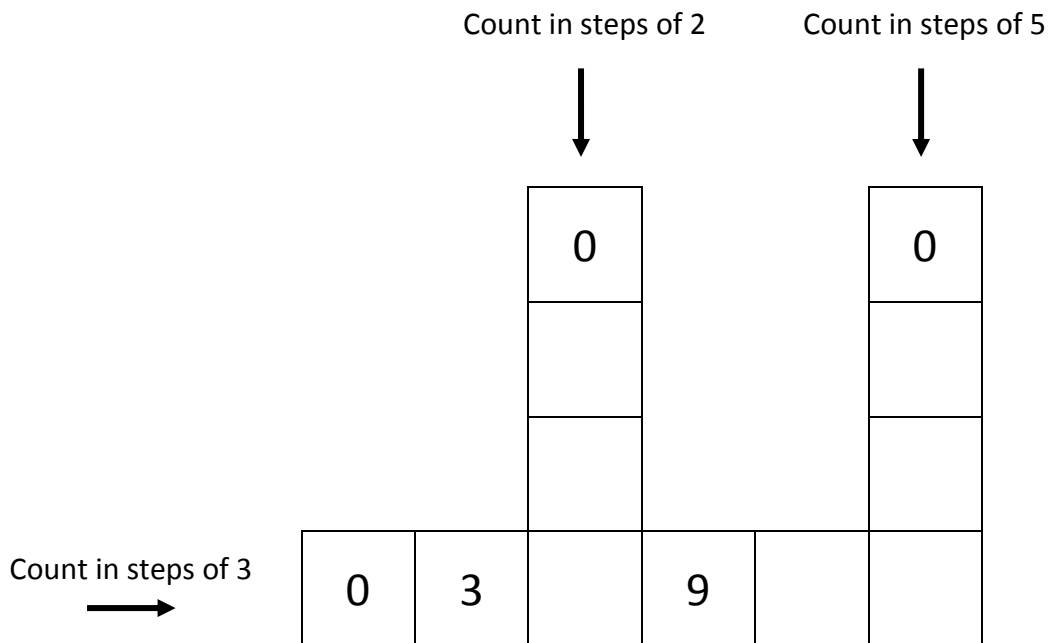 Count in steps of 2 Count in steps of 5
0 0
Count in steps of 3
0 3 9